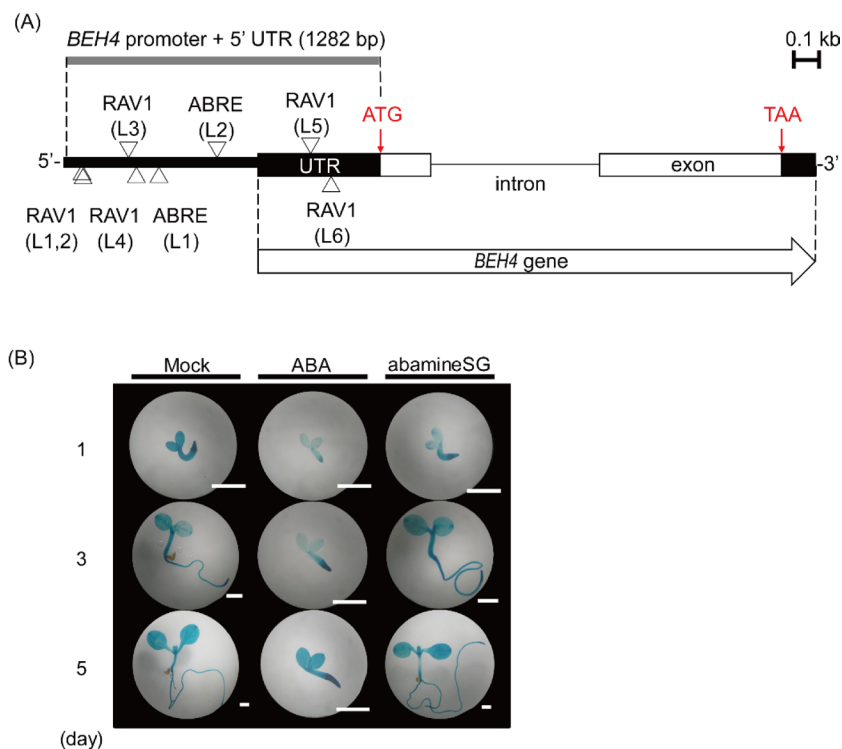 (A)
BEH4 promoter + 5’ UTR (1282 bp)
0.1 kb
RAV1
(L3)
ABRE
(L2)
RAV1
(L5)
ATG
TAA
5’-
UTR
exon
-3’
intron
RAV1
(L1,2)
RAV1
(L4)
ABRE
(L1)
RAV1
(L6)
BEH4 gene
(B)
Mock
ABA
abamineSG
1
3
5
(day)